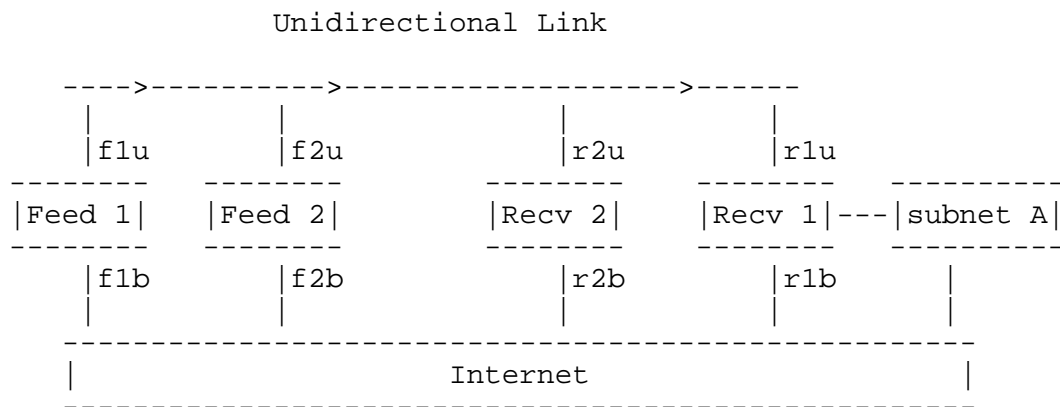 Unidirectional Link
---->---------->------------------->------
|          |               |           |
|f1u       |f2u            |r2u        |r1u
--------   --------        --------    --------   ----------
|Feed 1|   |Feed 2|        |Recv 2|    |Recv 1|---|subnet A|
--------   --------        --------    --------   ----------
|f1b       |f2b            |r2b        |r1b       |
|          |               |           |          |
----------------------------------------------------
|                     Internet                     |
----------------------------------------------------